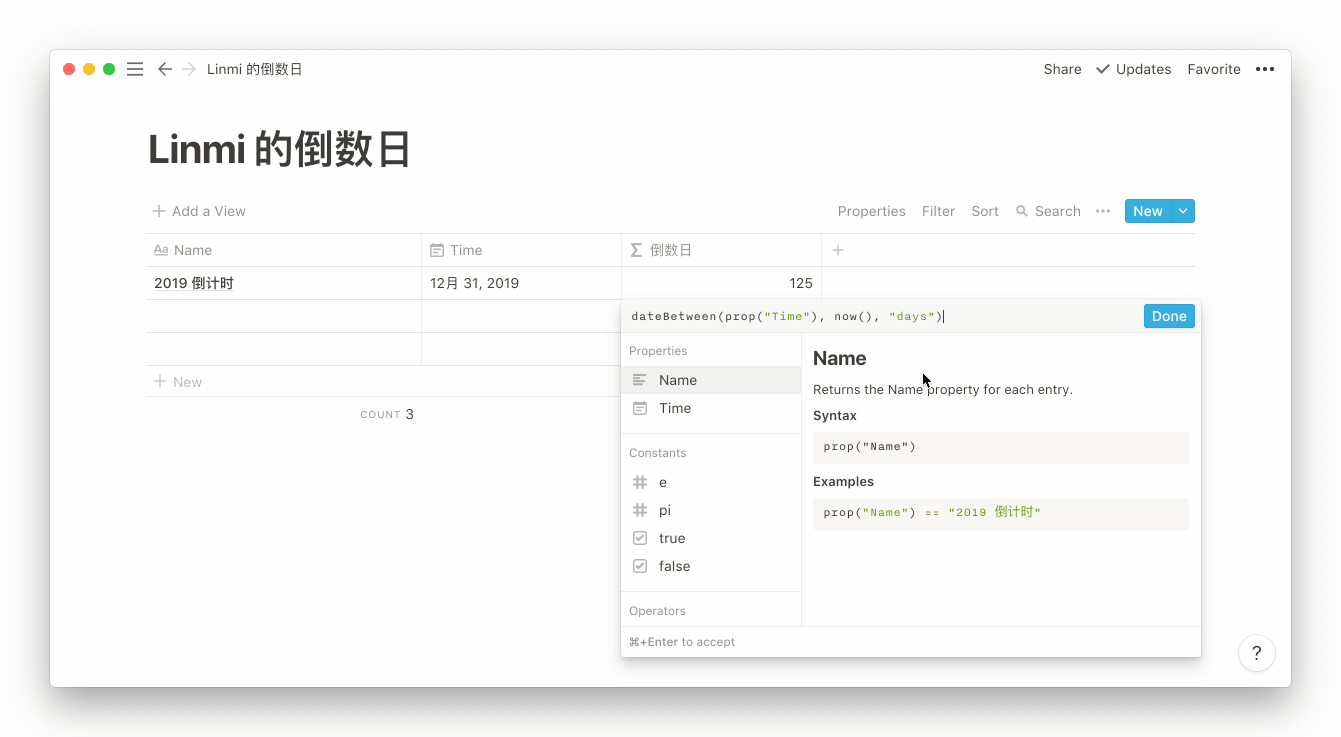 Linmi 的倒数日
Share Updates Favorite •••
Linmi 的倒数日
+ Add a View
Properties Filter Sort Search ••• New
Aa Name Time Σ 倒数日 +
2019 倒计时 12月 31, 2019 125
dateBetween(prop("Time"), now(), "days") Done
Properties
Name
Time
Constants
e
pi
true
false
Operators
Name
Returns the Name property for each entry.
Syntax
prop("Name")
Examples
prop("Name") == "2019 倒计时"
⌘+Enter to accept
+ New
COUNT 3
?